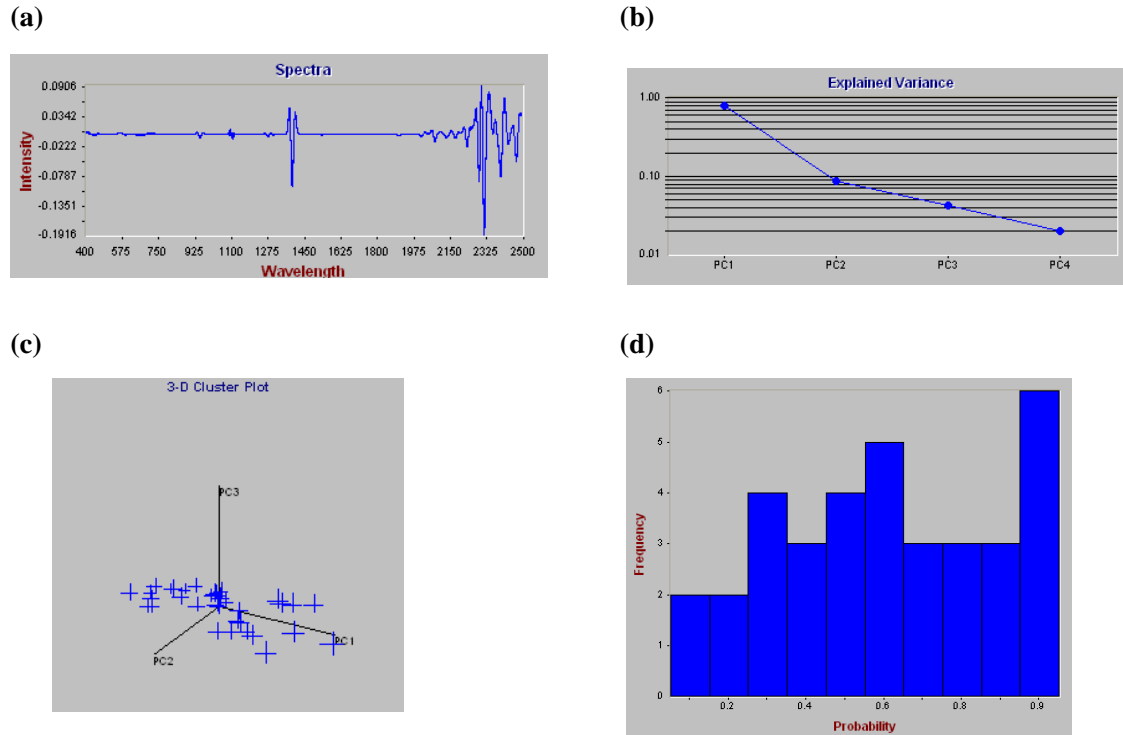 (a)
Spectra
0.0906
0.0342
-0.0222
-0.0787
-0.1351
-0.1916
Intensity
400 575 750 925 1100 1275 1450 1625 1800 1975 2150 2325 2500
Wavelength
(b)
Explained Variance
1.00
0.10
0.01
PC1 PC2 PC3 PC4
(c)
3-D Cluster Plot
PC3
PC1
PC2
(d)
6
5
4
3
2
1
0
Frequency
0.2 0.4 0.6 0.8 0.9
Probability